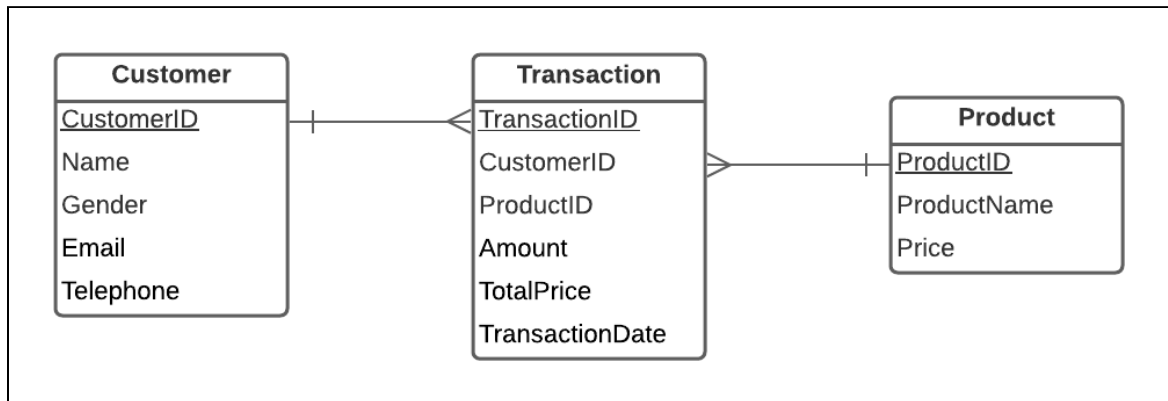 Customer
CustomerID
Name
Gender
Email
Telephone
Transaction
TransactionID
CustomerID
ProductID
Amount
TotalPrice
TransactionDate
Product
ProductID
ProductName
Price